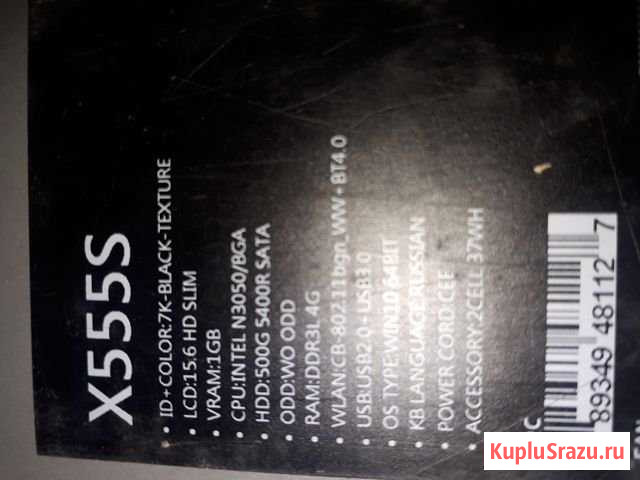 X555S
• ID+COLOR:7K-BLACK-TEXTURE
• LCD:15.6 HD SLIM
• VRAM:1GB
• CPU:INTEL N3050/BGA
• HDD:500G 5400R SATA
• ODD:WO ODD
• RAM:DDR3L 4G
• WLAN:CB-80211bgn_WW+BT4.0
• USB:USB2.0+USB3.0
• OS TYPE:WIN10 64BIT
• KB LANGUAGE:RUSSIAN
• POWER CORD:CEE
• ACCESSORY:2CELL 37WH
C
89349 48112 7
EAN
KupluSrazu.ru